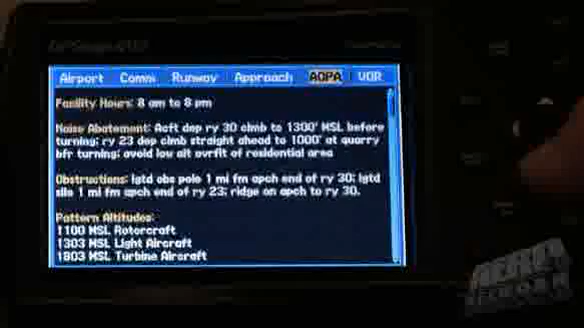 Airport Comm Runway Approach AOPA VOR
Facility Hours: 8 am to 8 pm
Noise Abatement: Acft dep ry 30 clmb to 1300' MSL before
turning; ry 23 dep clmb straight ahead to 1000' at quarry
bfr turning; avoid low alt ovrflt of residential area
Obstructions: lgtd obs pole 1 mi fm apch end of ry 30; lgtd
silo 1 mi fm apch end of ry 23; ridge on apch to ry 30.
Pattern Altitudes:
1100 MSL Rotorcraft
1303 MSL Light Aircraft
1803 MSL Turbine Aircraft